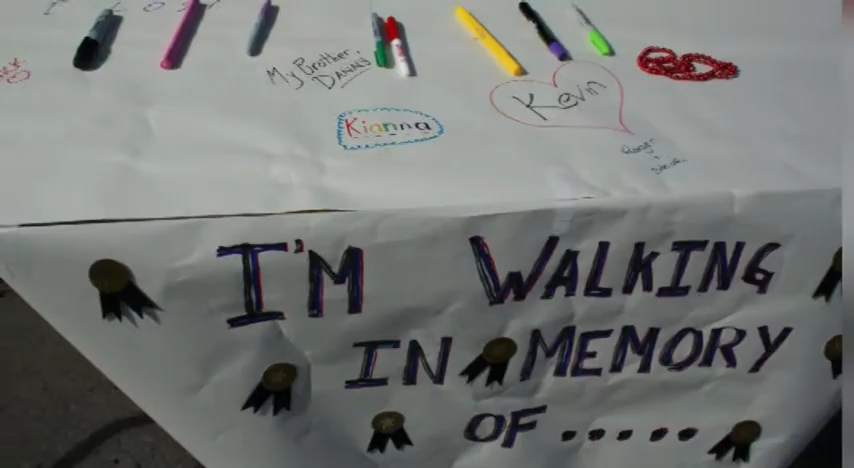 My Brother,
DANNY
Kevin
Kianna
I'M WALKING
IN MEMORY
OF.....